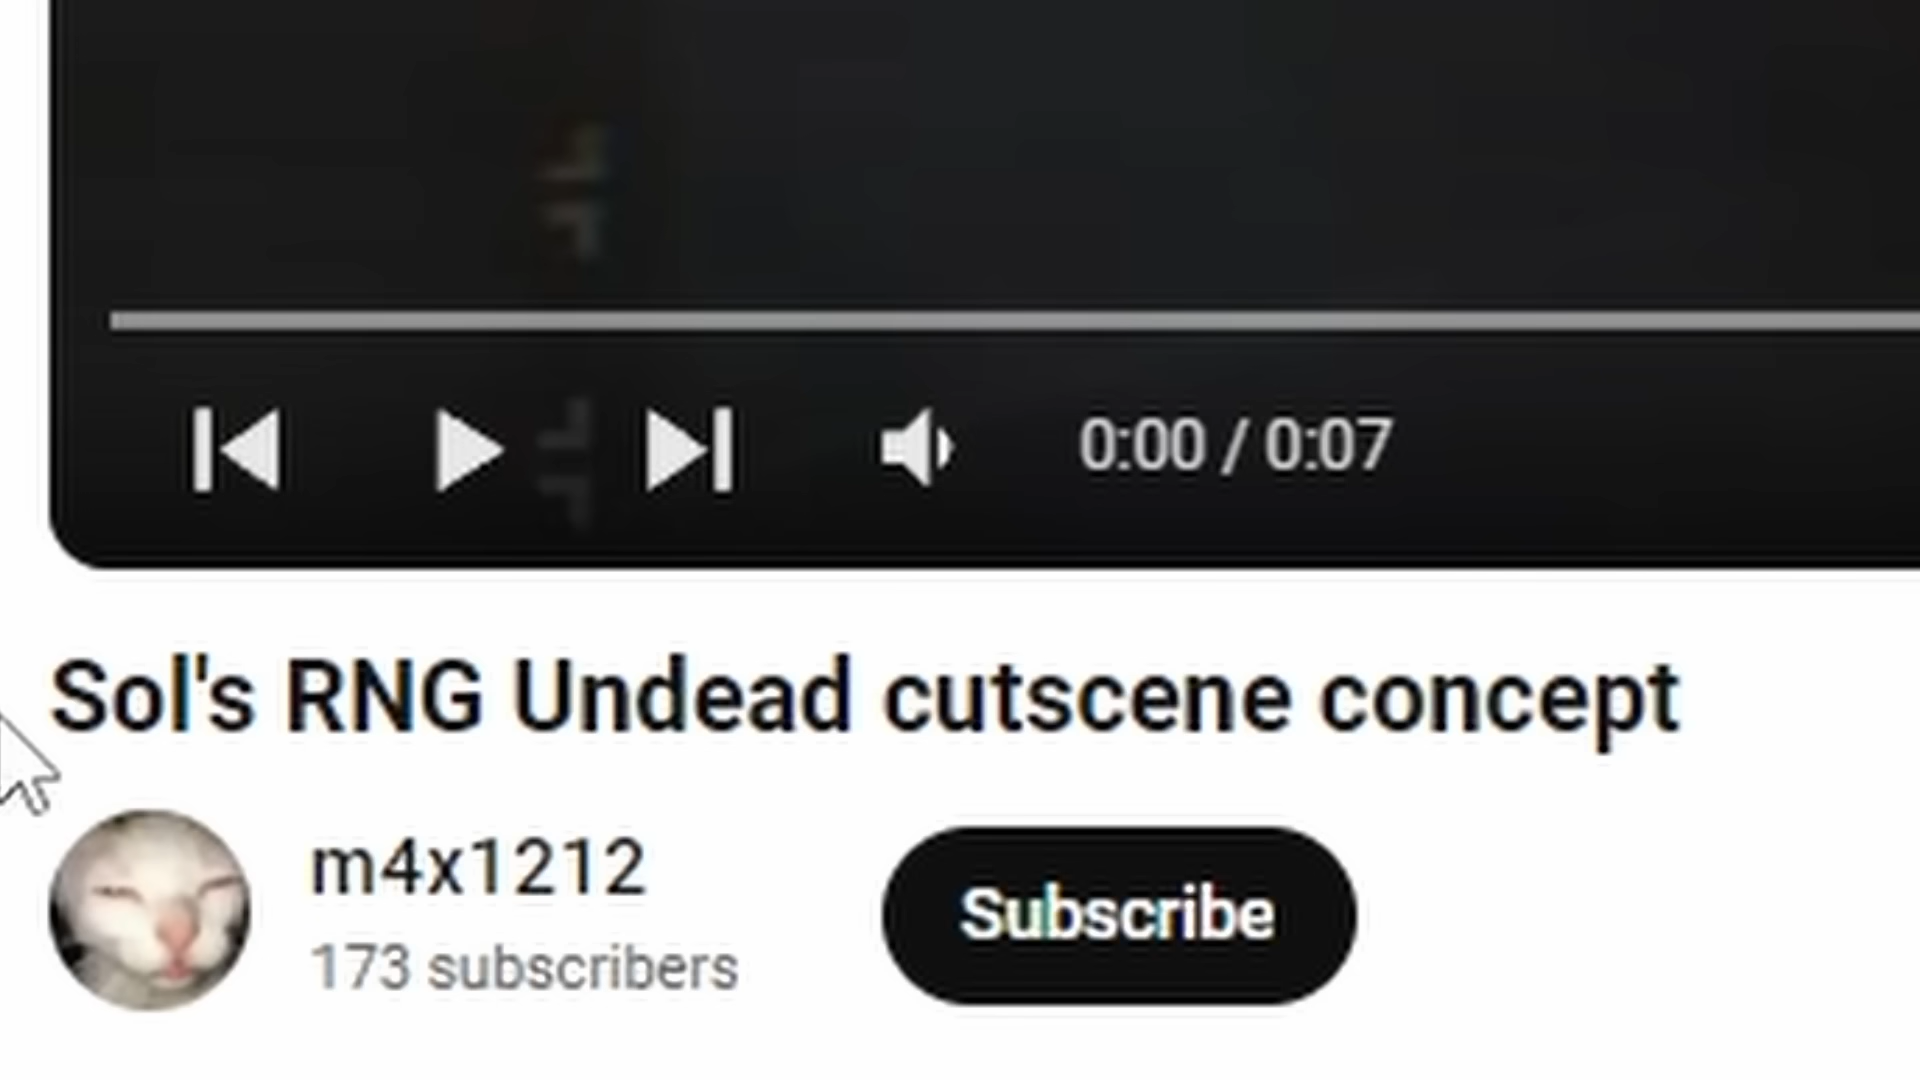 0:00 / 0:07
Sol's RNG Undead cutscene concept
m4x1212
Subscribe
173 subscribers